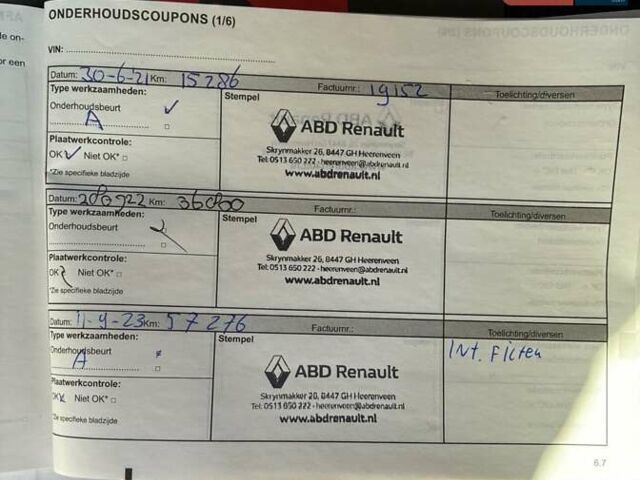 ONDERHOUDSCOUPONS (1/6)
VIN:
Datum: 30-6-21 Km: 15286 Factuurnr.: 19152 Toelichting/diversen
Type werkzaamheden:
Onderhoudsbeurt ✓
A
Plaatwerkcontrole:
OK ✓ Niet OK* □
*Zie specifieke bladzijde
Stempel
ABD Renault
Skrynmakker 26, 8447 GH Heerenveen
Tel: 0513 650 222 - heerenveen@abdrenault.nl
www.abdrenault.nl
Datum: Km: Factuurnr.: Toelichting/diversen
Type werkzaamheden:
Onderhoudsbeurt
Plaatwerkcontrole:
OK Niet OK* □
*Zie specifieke bladzijde
Stempel
ABD Renault
Skrynmakker 26, 8447 GH Heerenveen
Tel: 0513 650 222 - heerenveen@abdrenault.nl
www.abdrenault.nl
Datum: 11-9-23 Km: 57276 Factuurnr.: Toelichting/diversen
Type werkzaamheden:
Onderhoudsbeurt
A
Plaatwerkcontrole:
OK Niet OK* □
*Zie specifieke bladzijde
Stempel
ABD Renault
Skrynmakker 26, 8447 GH Heerenveen
Tel: 0513 650 222 - heerenveen@abdrenault.nl
www.abdrenault.nl
Int. Filter
6.7